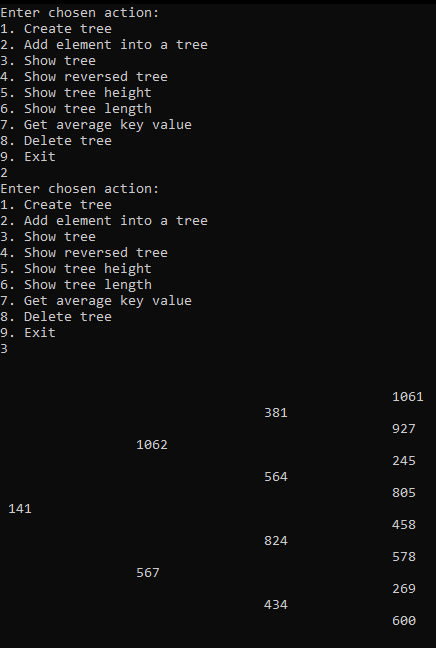 Enter chosen action:
1. Create tree
2. Add element into a tree
3. Show tree
4. Show reversed tree
5. Show tree height
6. Show tree length
7. Get average key value
8. Delete tree
9. Exit
2
Enter chosen action:
1. Create tree
2. Add element into a tree
3. Show tree
4. Show reversed tree
5. Show tree height
6. Show tree length
7. Get average key value
8. Delete tree
9. Exit
3
1061
381
927
1062
245
564
805
141
458
824
578
567
269
434
600